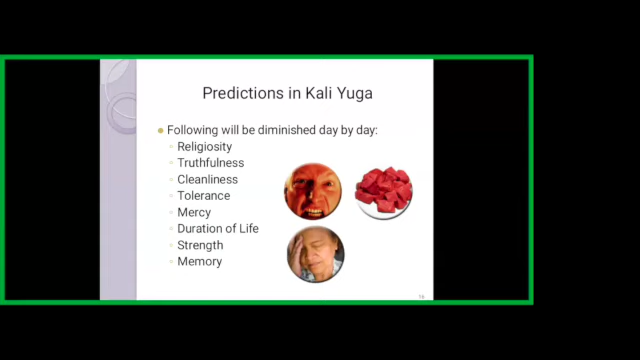 Predictions in Kali Yuga
Following will be diminished day by day:
Religiosity
Truthfulness
Cleanliness
Tolerance
Mercy
Duration of Life
Strength
Memory